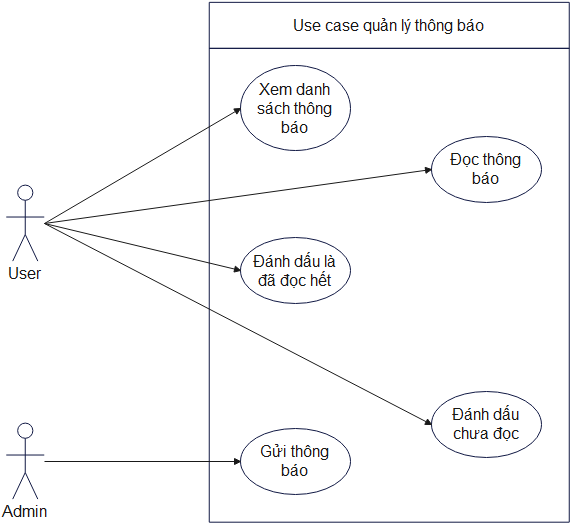 Use case quản lý thông báo
Xem danh
sách thông
báo
Đọc thông
báo
User
Đánh dấu là
đã đọc hết
Đánh dấu
chưa đọc
Gửi thông
báo
Admin